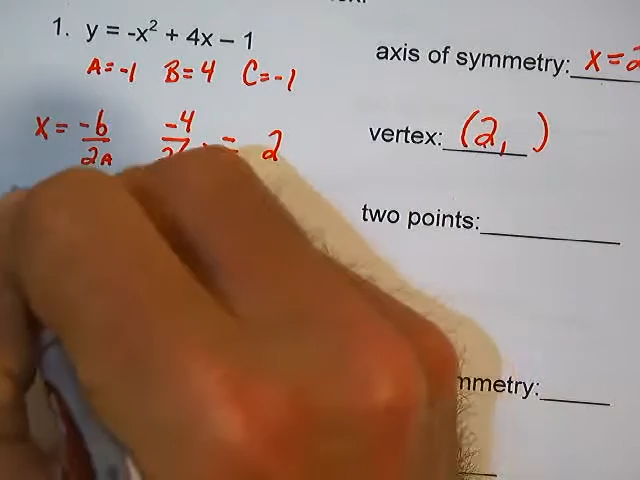 1. y = -x² + 4x – 1
A=-1 B=4 C=-1
axis of symmetry: x=2
x = -b/2A -4/2 = 2
vertex: (2, )
two points:
mmetry: